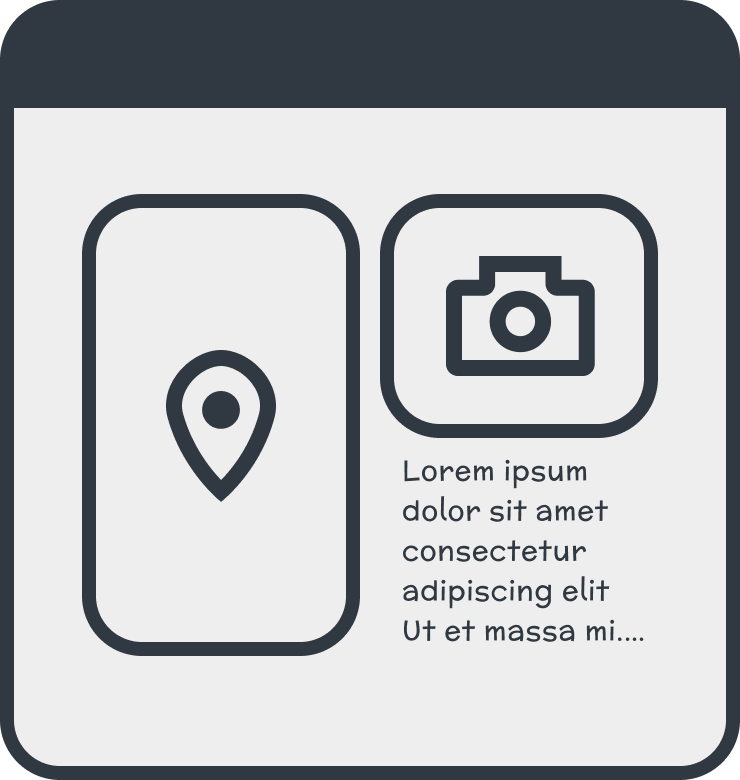 Lorem ipsum
dolor sit amet
consectetur
adipiscing elit
Ut et massa mi....